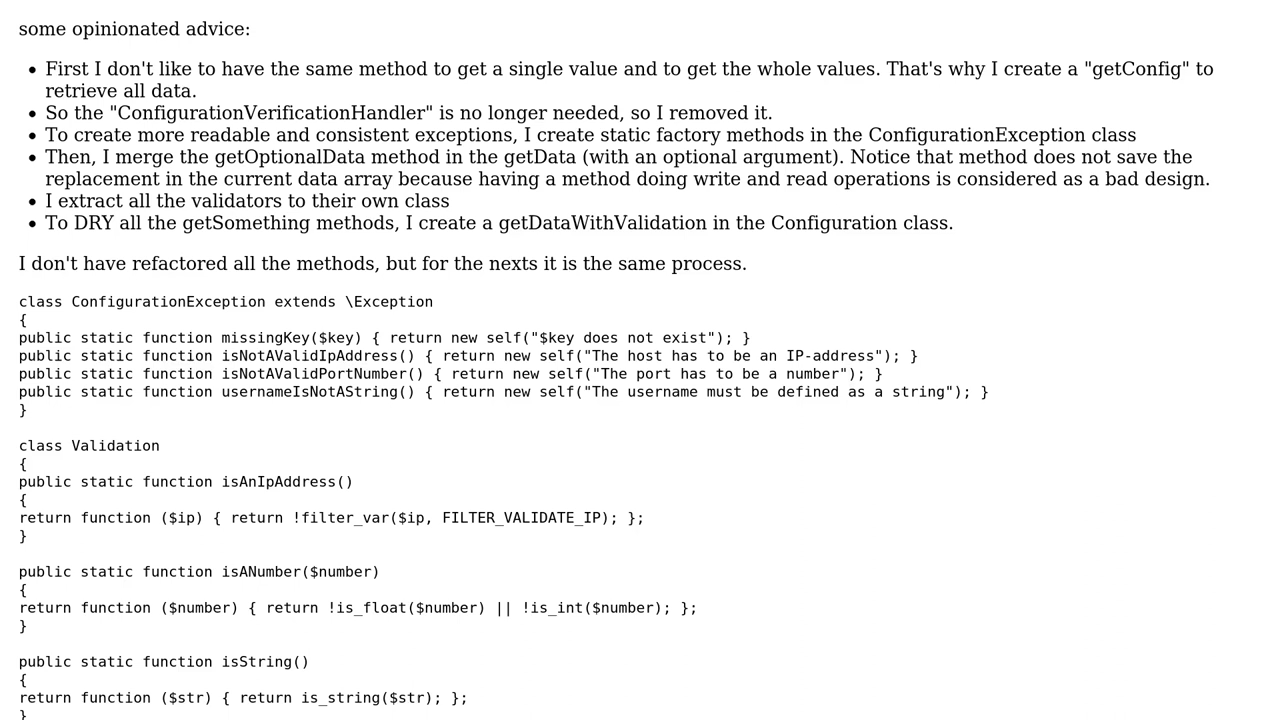 some opinionated advice:
First I don't like to have the same method to get a single value and to get the whole values. That's why I create a "getConfig" to
retrieve all data.
So the "ConfigurationVerificationHandler" is no longer needed, so I removed it.
To create more readable and consistent exceptions, I create static factory methods in the ConfigurationException class
Then, I merge the getOptionalData method in the getData (with an optional argument). Notice that method does not save the
replacement in the current data array because having a method doing write and read operations is considered as a bad design.
I extract all the validators to their own class
To DRY all the getSomething methods, I create a getDataWithValidation in the Configuration class.
I don't have refactored all the methods, but for the nexts it is the same process.
class ConfigurationException extends \Exception
{
public static function missingKey($key) { return new self("$key does not exist"); }
public static function isNotAValidIpAddress() { return new self("The host has to be an IP-address"); }
public static function isNotAValidPortNumber() { return new self("The port has to be a number"); }
public static function usernameIsNotAString() { return new self("The username must be defined as a string"); }
}
class Validation
{
public static function isAnIpAddress()
{
return function ($ip) { return !filter_var($ip, FILTER_VALIDATE_IP); };
}
public static function isANumber($number)
{
return function ($number) { return !is_float($number) || !is_int($number); };
}
public static function isString()
{
return function ($str) { return is_string($str); };
}